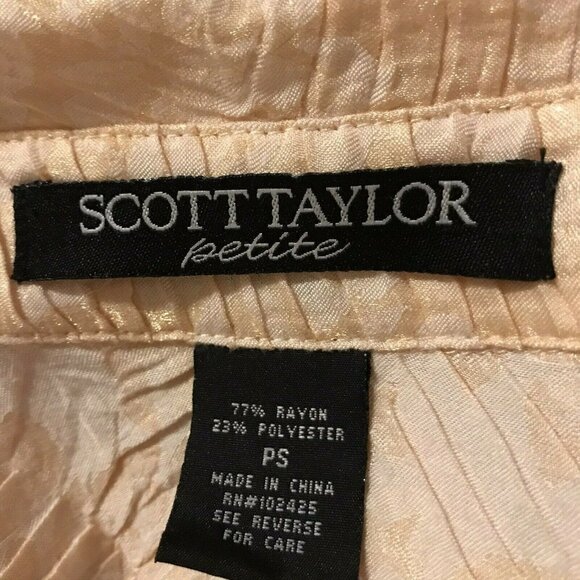 SCOTT TAYLOR
petite
77% RAYON
23% POLYESTER
PS
MADE IN CHINA
RN#102425
SEE REVERSE
FOR CARE